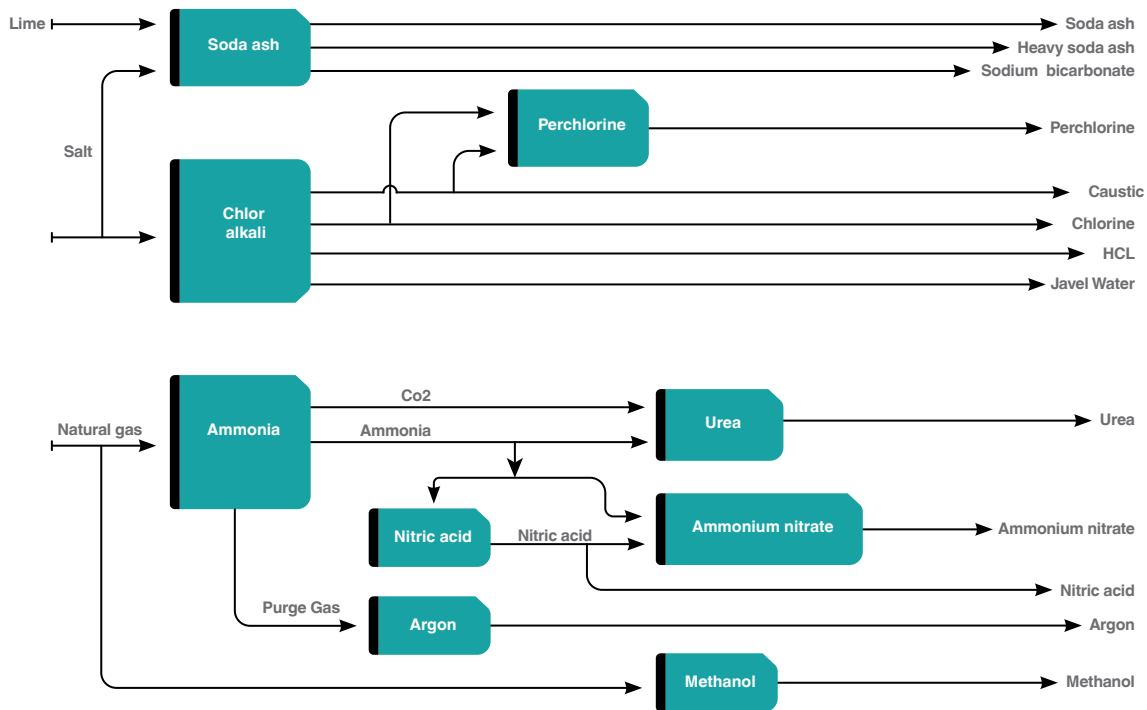 Lime
Soda ash
Soda ash
Heavy soda ash
Sodium bicarbonate
Perchlorine
Perchlorine
Salt
Chlor
alkali
Caustic
Chlorine
HCL
Javel Water
Natural gas
Ammonia
Co2
Ammonia
Urea
Urea
Nitric acid
Nitric acid
Ammonium nitrate
Ammonium nitrate
Nitric acid
Purge Gas
Argon
Argon
Methanol
Methanol